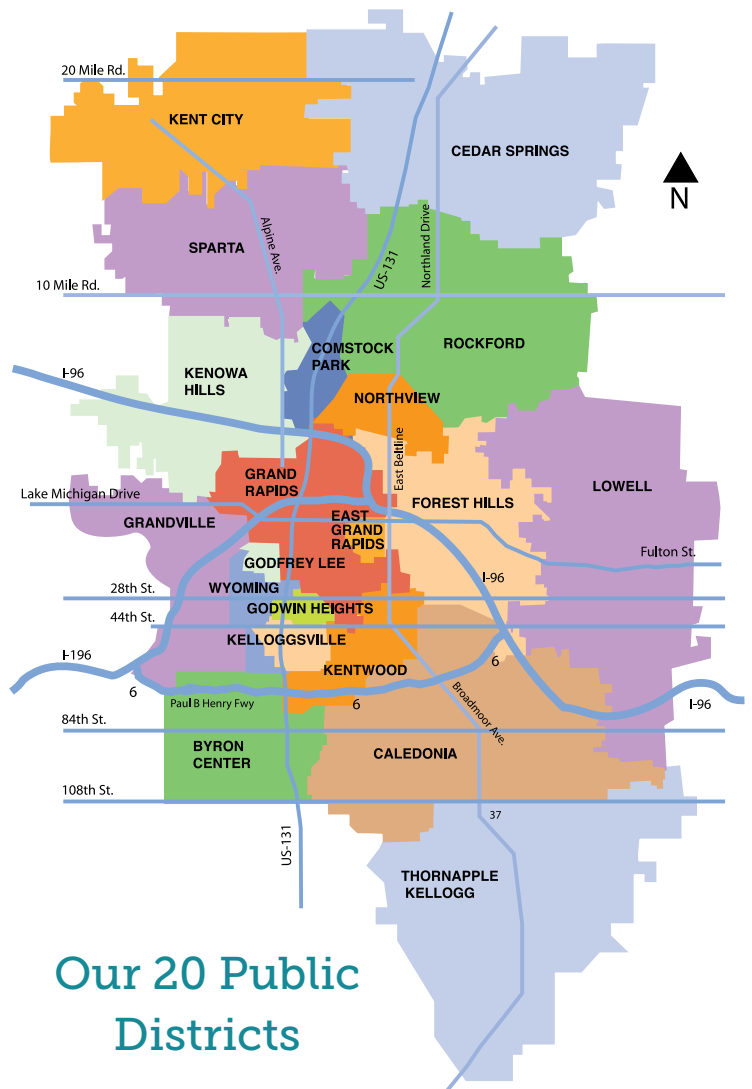 20 Mile Rd.
KENT CITY
CEDAR SPRINGS
N
SPARTA
Alpine Ave.
US-131
Northland Drive
10 Mile Rd.
COMSTOCK
PARK
ROCKFORD
I-96
KENOWA
HILLS
NORTHVIEW
East Beltline
GRAND
RAPIDS
LOWELL
Lake Michigan Drive
FOREST HILLS
GRANDVILLE
EAST
GRAND
RAPIDS
Fulton St.
GODFREY LEE
I-96
28th St.
WYOMING
GODWIN HEIGHTS
44th St.
KELLOGGSVILLE
I-196
KENTWOOD
6
6
Paul B Henry Fwy
6
Broadmoor Ave.
I-96
84th St.
BYRON
CENTER
CALEDONIA
108th St.
37
US-131
THORNAPPLE
KELLOGG
Our 20 Public
Districts